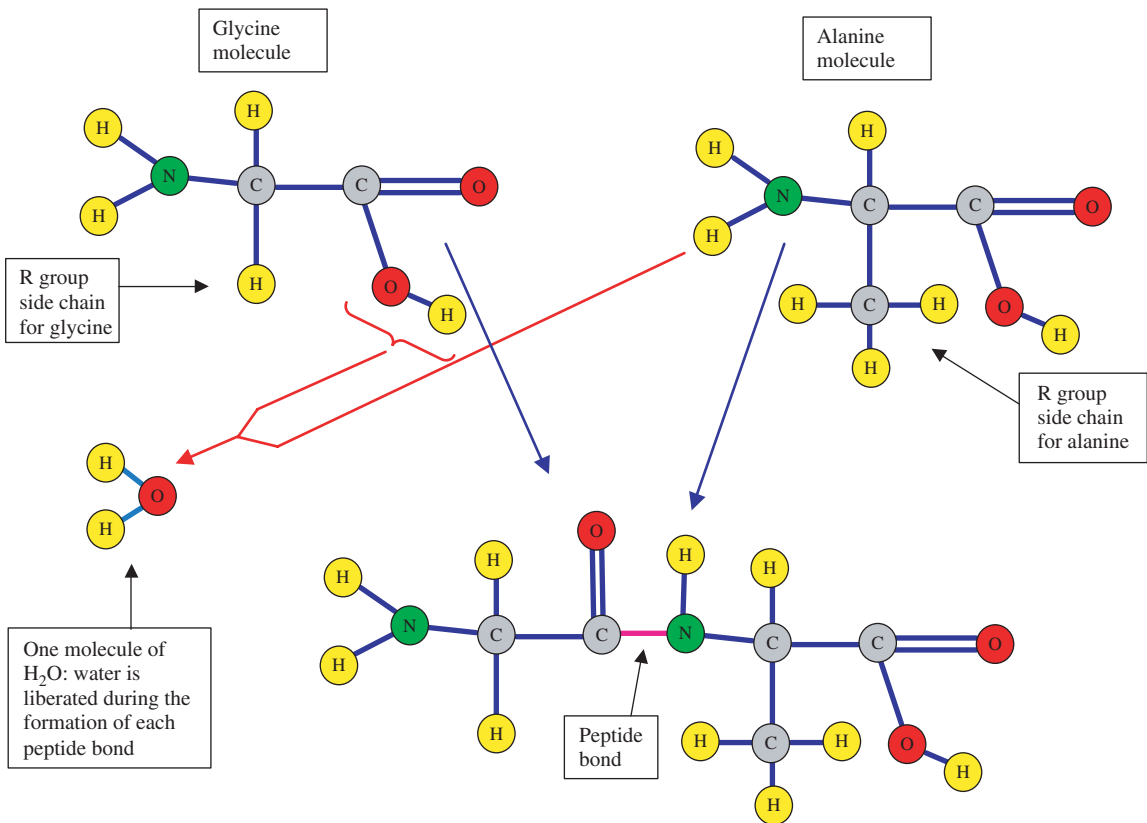 Glycine
molecule
Alanine
molecule
H
H
H
H
N
C
C
O
N
C
C
O
H
H
H
O
H
R group
side chain
for glycine
H
C
H
O
H
H
R group
side chain
for alanine
H
O
H
O
H
H
H
H
N
C
C
N
C
C
O
H
H
One molecule of
H₂O: water is
liberated during the
formation of each
peptide bond
Peptide
bond
H
C
H
O
H
H